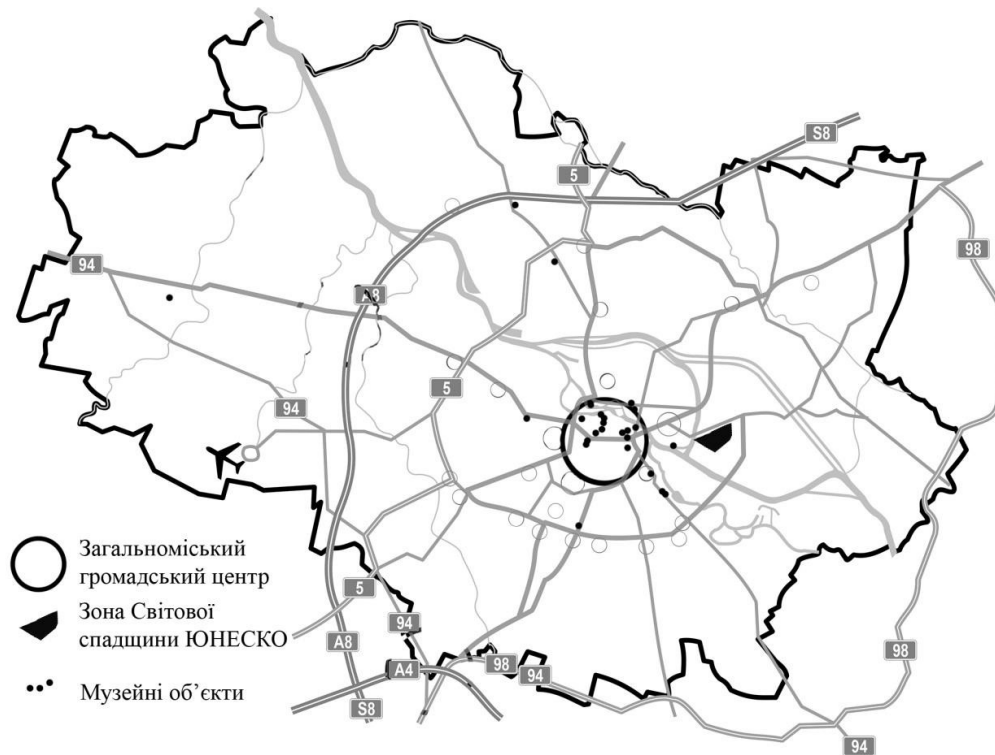 S8
5
98
94
A8
5
94
Загальноміський
громадський центр
5
Зона Світової
спадщини ЮНЕСКО
94
A8
98
98
A4
94
Музейні об’єкти
S8
94